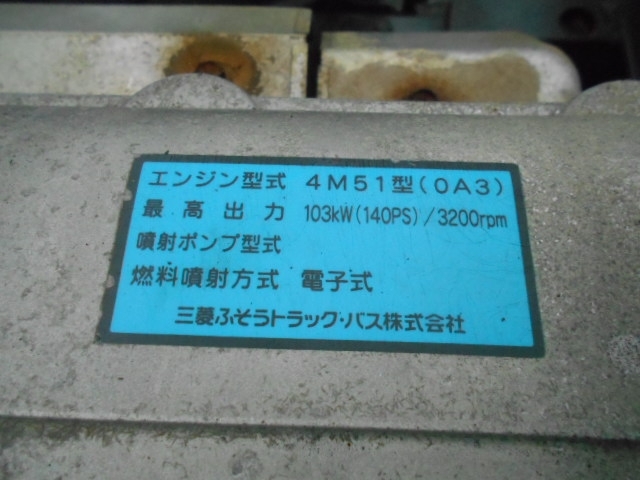 エンジン型式 4M51型(0A3)
最高出力 103kW(140PS)/3200rpm
噴射ポンプ型式
燃料噴射方式 電子式
三菱ふそうトラック・バス株式会社